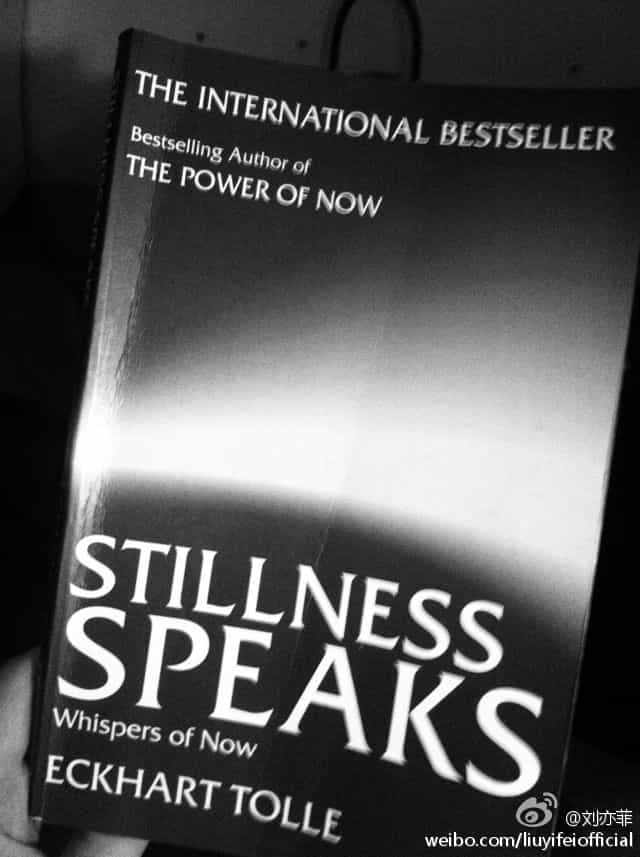 THE INTERNATIONAL BESTSELLER
Bestselling Author of
THE POWER OF NOW
STILLNESS
SPEAKS
Whispers of Now
ECKHART TOLLE
@刘亦菲
weibo.com/liuyifeiofficial